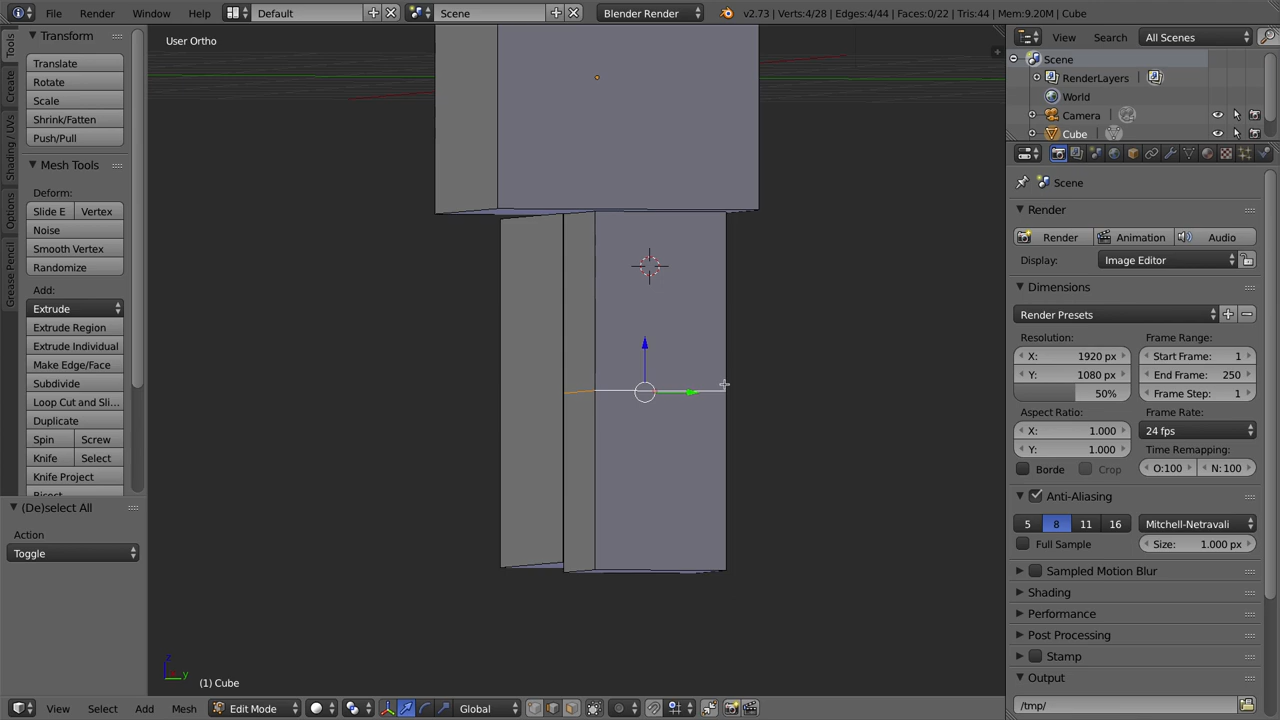 File Render Window Help Default Scene Blender Render v2.73 | Verts:4/28 | Edges:4/44 | Faces:0/22 | Tris:44 | Mem:9.20M | Cube
Tools
Create
Shading / UVs
Options
Grease Pencil
Transform
Translate
Rotate
Scale
Shrink/Fatten
Push/Pull
Mesh Tools
Deform:
Slide E Vertex
Noise
Smooth Vertex
Randomize
Add:
Extrude
Extrude Region
Extrude Individual
Make Edge/Face
Subdivide
Loop Cut and Sli...
Duplicate
Spin Screw
Knife Select
Knife Project
Bisect
(De)select All
Action
Toggle
User Ortho
z
y
(1) Cube
View Select Add Mesh Edit Mode Global
View Search All Scenes
Scene
RenderLayers
World
Camera
Cube
Scene
Render
Render Animation Audio
Display: Image Editor
Dimensions
Render Presets
Resolution: Frame Range:
X: 1920 px Start Frame: 1
Y: 1080 px End Frame: 250
50% Frame Step: 1
Aspect Ratio: Frame Rate:
X: 1.000 24 fps
Y: 1.000 Time Remapping:
Borde Crop O:100 N:100
Anti-Aliasing
5 8 11 16 Mitchell-Netravali
Full Sample Size: 1.000 px
Sampled Motion Blur
Shading
Performance
Post Processing
Stamp
Output
/tmp/